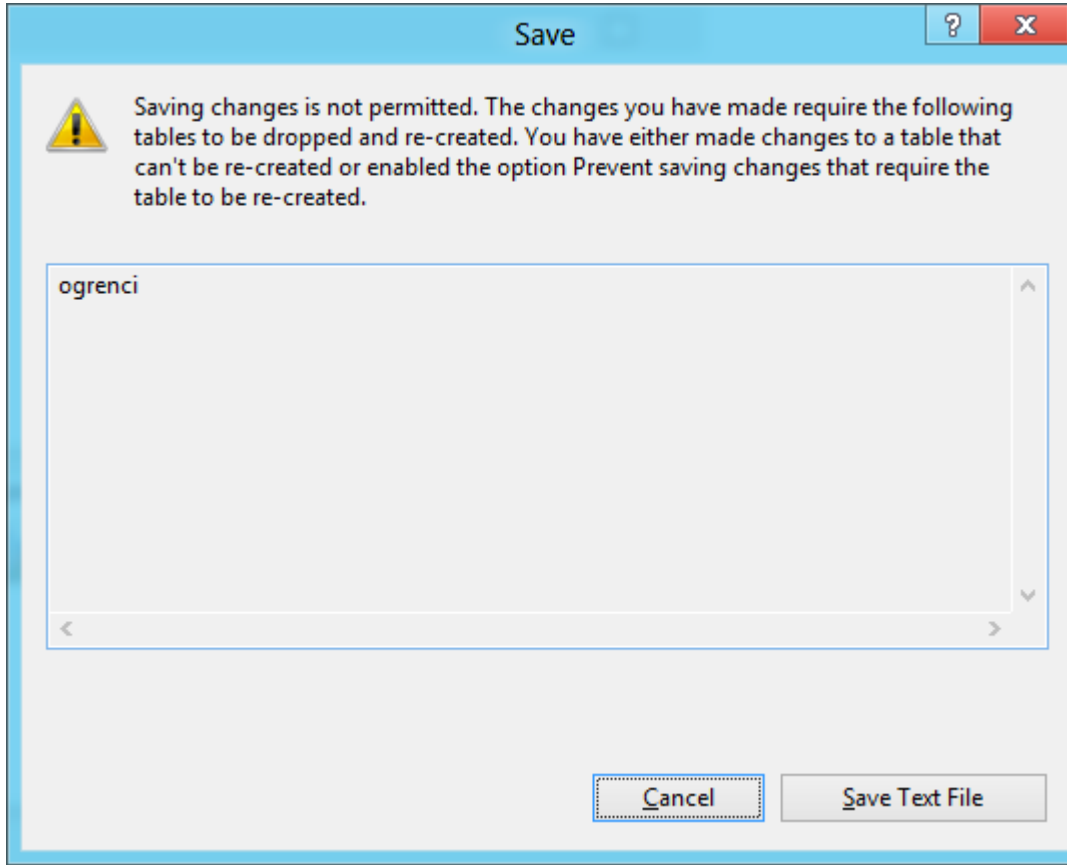 Save
Saving changes is not permitted. The changes you have made require the following
tables to be dropped and re-created. You have either made changes to a table that
can't be re-created or enabled the option Prevent saving changes that require the
table to be re-created.
ogrenci
Cancel
Save Text File